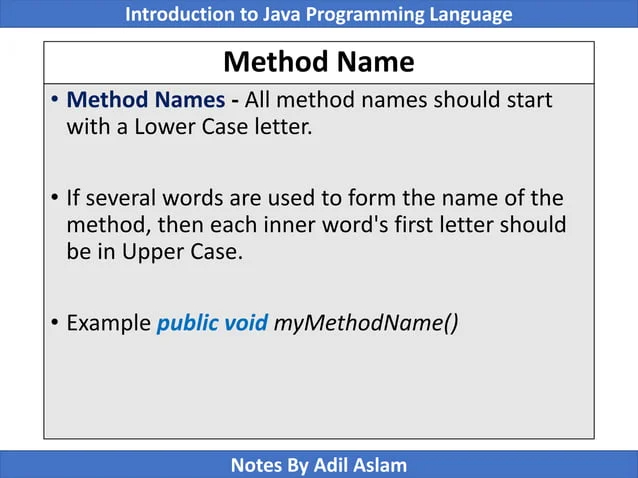 Introduction to Java Programming Language
Method Name
• Method Names - All method names should start
with a Lower Case letter.
• If several words are used to form the name of the
method, then each inner word's first letter should
be in Upper Case.
• Example public void myMethodName()
Notes By Adil Aslam